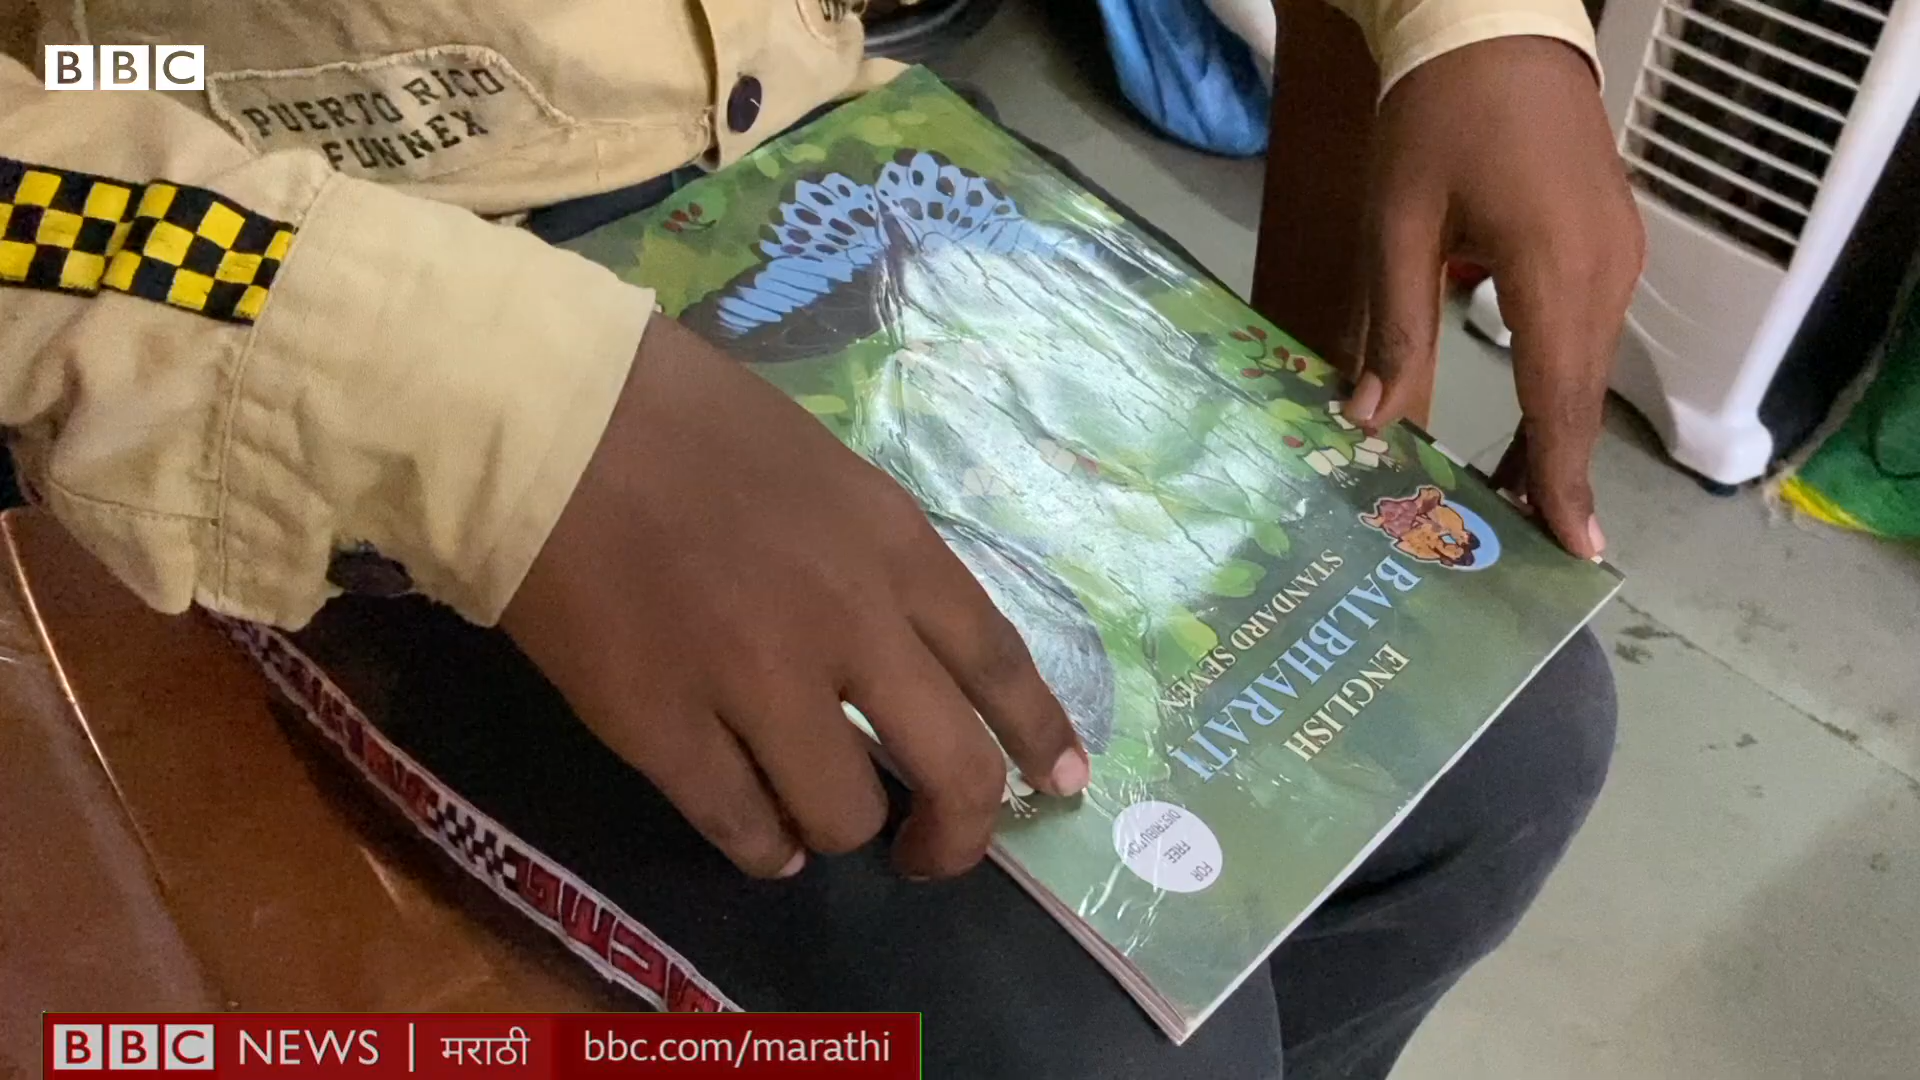 BBC
PUERTO RICO
FUNNEX
ENGLISH
BALBHARATI
STANDARD SEVEN
FOR
FREE
DISTRIBUTION
BBC NEWS | मराठी bbc.com/marathi